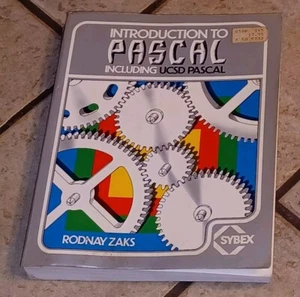 INTRODUCTION TO
PASCAL
INCLUDING UCSD PASCAL
RODNAY ZAKS
SYBEX